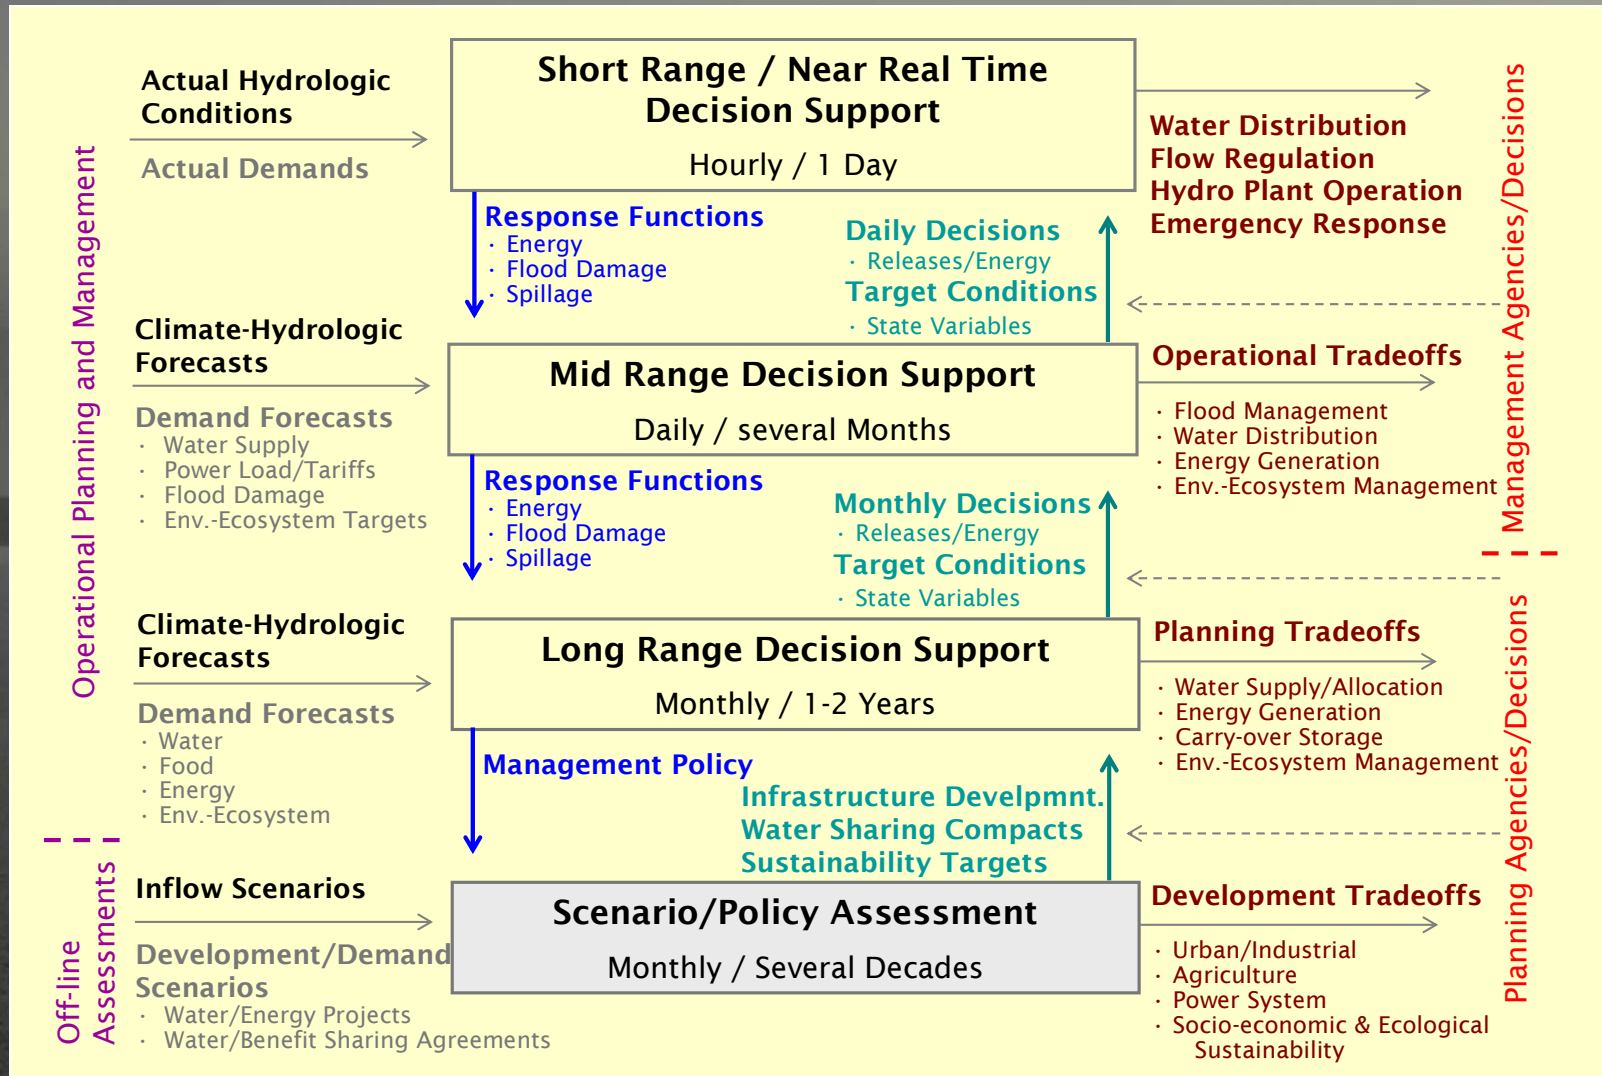 Short Range / Near Real Time
Decision Support
Hourly / 1 Day
Actual Hydrologic
Conditions
Actual Demands
Water Distribution
Flow Regulation
Hydro Plant Operation
Emergency Response
Response Functions
· Energy
· Flood Damage
· Spillage
Daily Decisions
· Releases/Energy
Target Conditions
· State Variables
Climate-Hydrologic
Forecasts
Demand Forecasts
· Water Supply
· Power Load/Tariffs
· Flood Damage
· Env.-Ecosystem Targets
Mid Range Decision Support
Daily / several Months
Operational Tradeoffs
· Flood Management
· Water Distribution
· Energy Generation
· Env.-Ecosystem Management
Response Functions
· Energy
· Flood Damage
· Spillage
Monthly Decisions
· Releases/Energy
Target Conditions
· State Variables
Climate-Hydrologic
Forecasts
Demand Forecasts
· Water
· Food
· Energy
· Env.-Ecosystem
Long Range Decision Support
Monthly / 1-2 Years
Planning Tradeoffs
· Water Supply/Allocation
· Energy Generation
· Carry-over Storage
· Env.-Ecosystem Management
Management Policy
Infrastructure Develpmnt.
Water Sharing Compacts
Sustainability Targets
Inflow Scenarios
Development/Demand
Scenarios
· Water/Energy Projects
· Water/Benefit Sharing Agreements
Scenario/Policy Assessment
Monthly / Several Decades
Development Tradeoffs
· Urban/Industrial
· Agriculture
· Power System
· Socio-economic & Ecological
Sustainability
Operational Planning and Management
Off-line
Assessments
Management Agencies/Decisions
Planning Agencies/Decisions